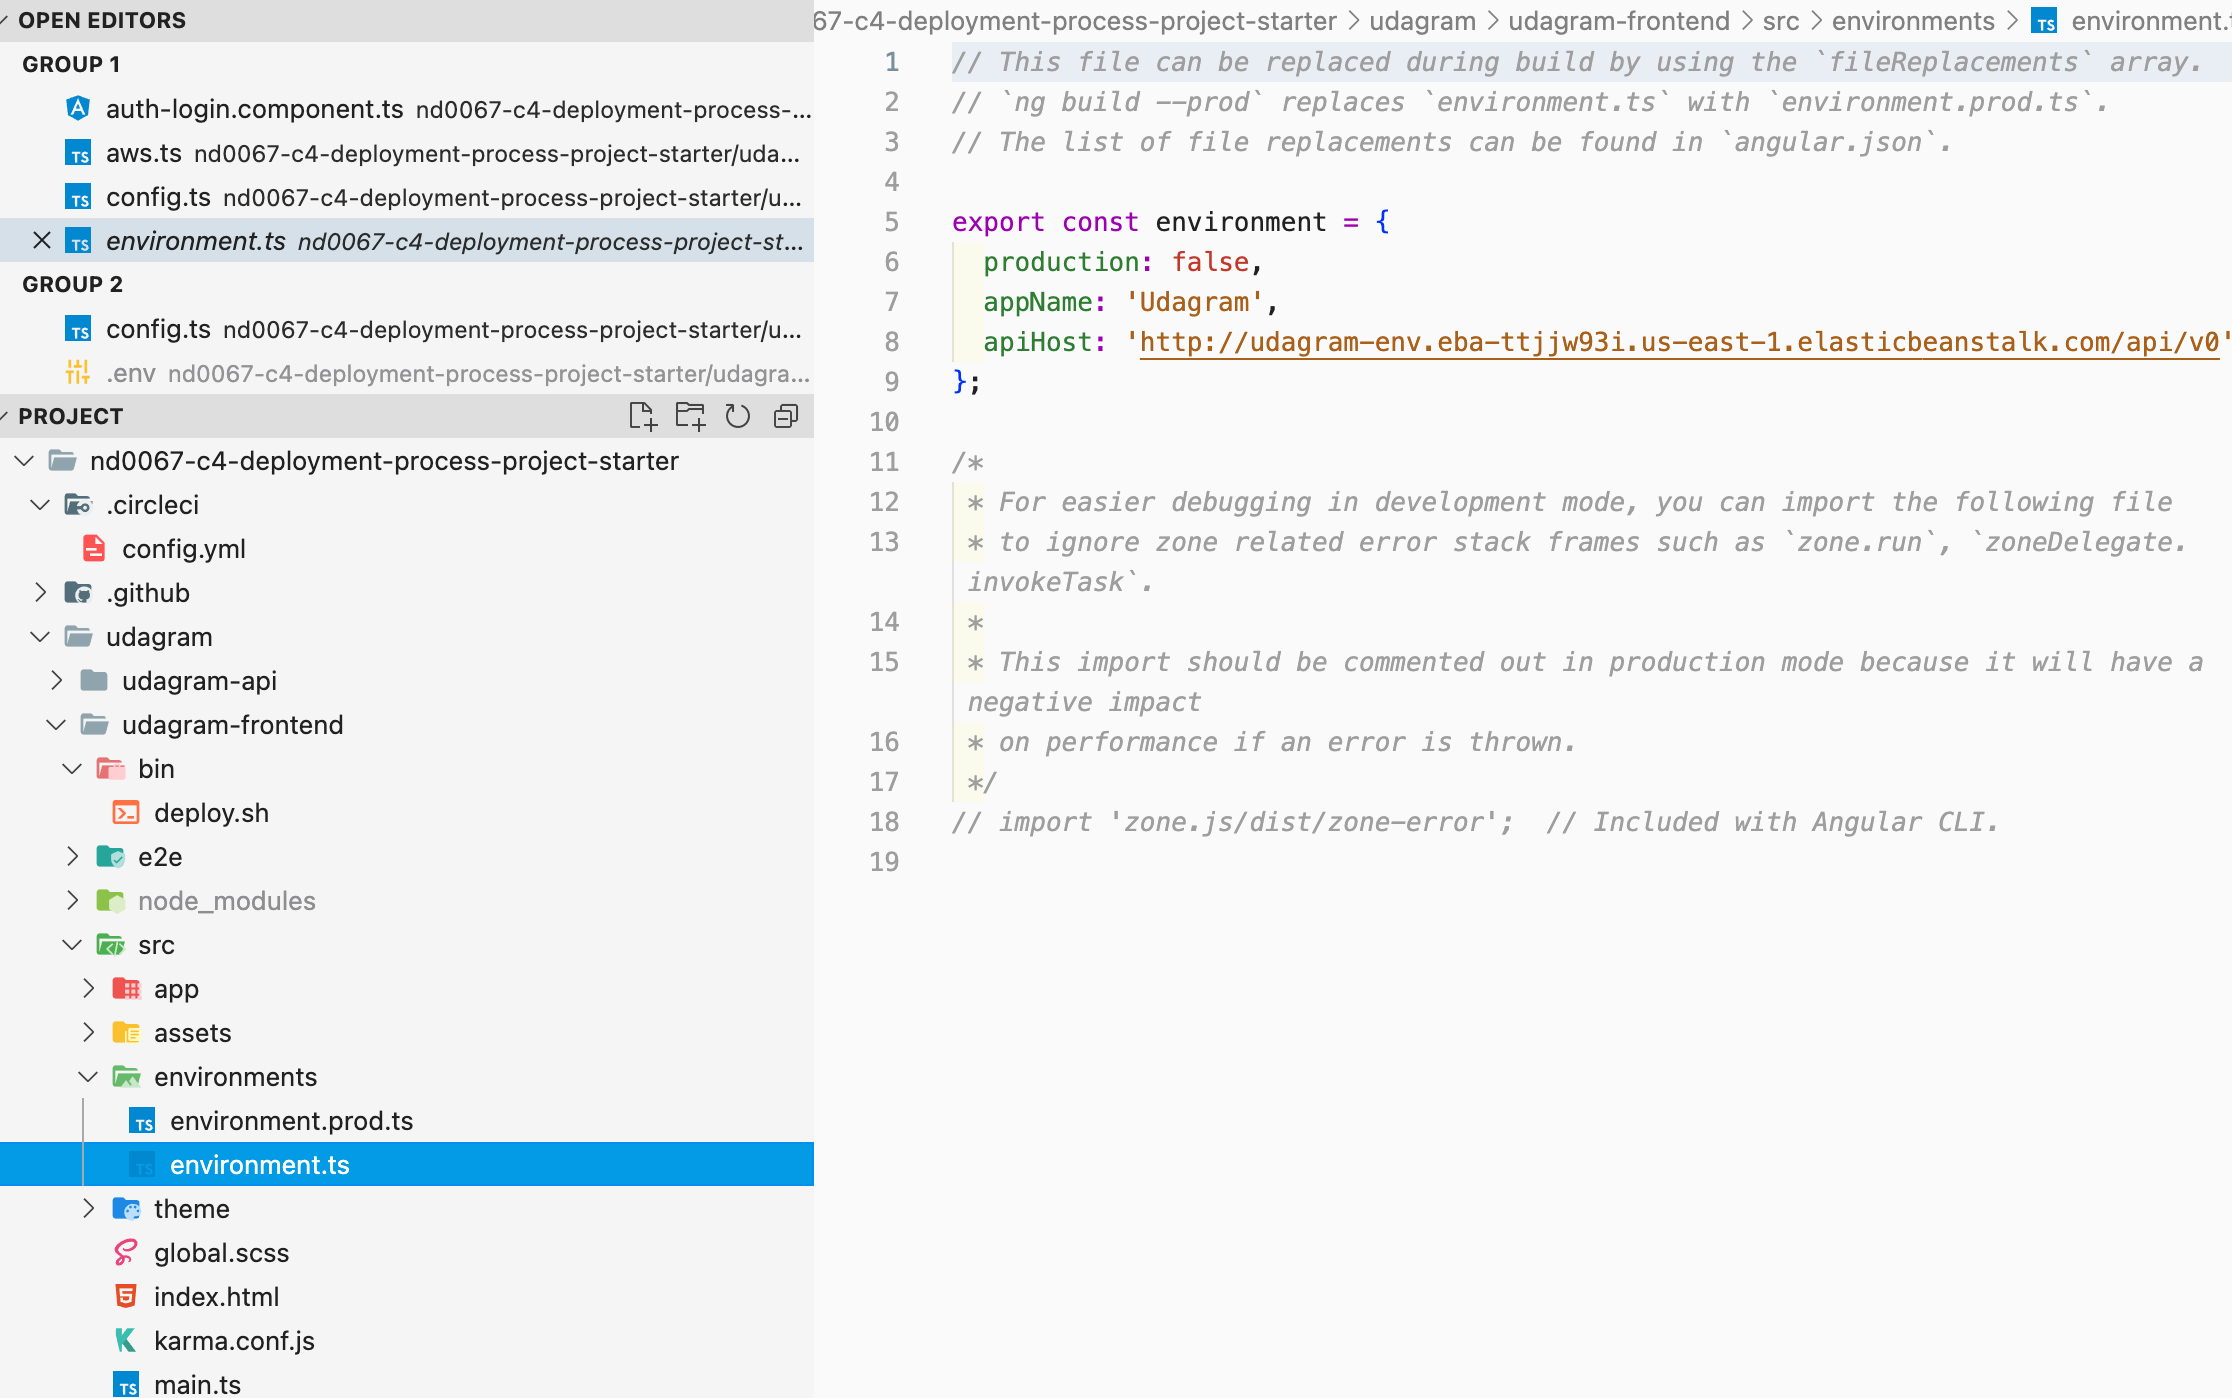 OPEN EDITORS
GROUP 1
auth-login.component.ts nd0067-c4-deployment-process-...
TS aws.ts nd0067-c4-deployment-process-project-starter/uda...
TS config.ts nd0067-c4-deployment-process-project-starter/u...
TS environment.ts nd0067-c4-deployment-process-project-st...
GROUP 2
TS config.ts nd0067-c4-deployment-process-project-starter/u...
.env nd0067-c4-deployment-process-project-starter/udagra...
PROJECT
nd0067-c4-deployment-process-project-starter
.circleci
config.yml
.github
udagram
udagram-api
udagram-frontend
bin
deploy.sh
e2e
node_modules
src
app
assets
environments
TS environment.prod.ts
TS environment.ts
theme
global.scss
index.html
karma.conf.js
TS main.ts
67-c4-deployment-process-project-starter > udagram > udagram-frontend > src > environments > TS environment.t
1 // This file can be replaced during build by using the `fileReplacements` array.
2 // `ng build --prod` replaces `environment.ts` with `environment.prod.ts`.
3 // The list of file replacements can be found in `angular.json`.
4
5 export const environment = {
6 production: false,
7 appName: 'Udagram',
8 apiHost: 'http://udagram-env.eba-ttjjw93i.us-east-1.elasticbeanstalk.com/api/v0'
9 };
10
11 /*
12 * For easier debugging in development mode, you can import the following file
13 * to ignore zone related error stack frames such as `zone.run`, `zoneDelegate.
invokeTask`.
14 *
15 * This import should be commented out in production mode because it will have a
negative impact
16 * on performance if an error is thrown.
17 */
18 // import 'zone.js/dist/zone-error';  // Included with Angular CLI.
19